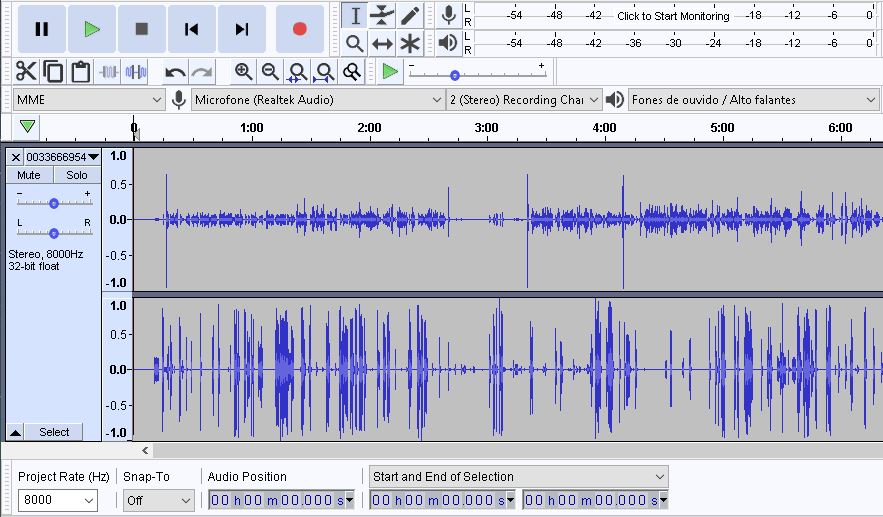 L
R
-54 -48 -42 Click to Start Monitoring -18 -12 -6 0
L
R
-54 -48 -42 -36 -30 -24 -18 -12 -6 0
- +
MME Microfone (Realtek Audio) 2 (Stereo) Recording Chai Fones de ouvido / Alto falantes
0 1:00 2:00 3:00 4:00 5:00 6:00
x 0033666954
Mute Solo
- +
L R
Stereo, 8000Hz
32-bit float
Select
1.0
0.5
0.0
-0.5
-1.0
1.0
0.5
0.0
-0.5
-1.0
Project Rate (Hz) Snap-To Audio Position Start and End of Selection
8000 Off 00 h 00 m 00.000 s 00 h 00 m 00.000 s 00 h 00 m 00.000 s